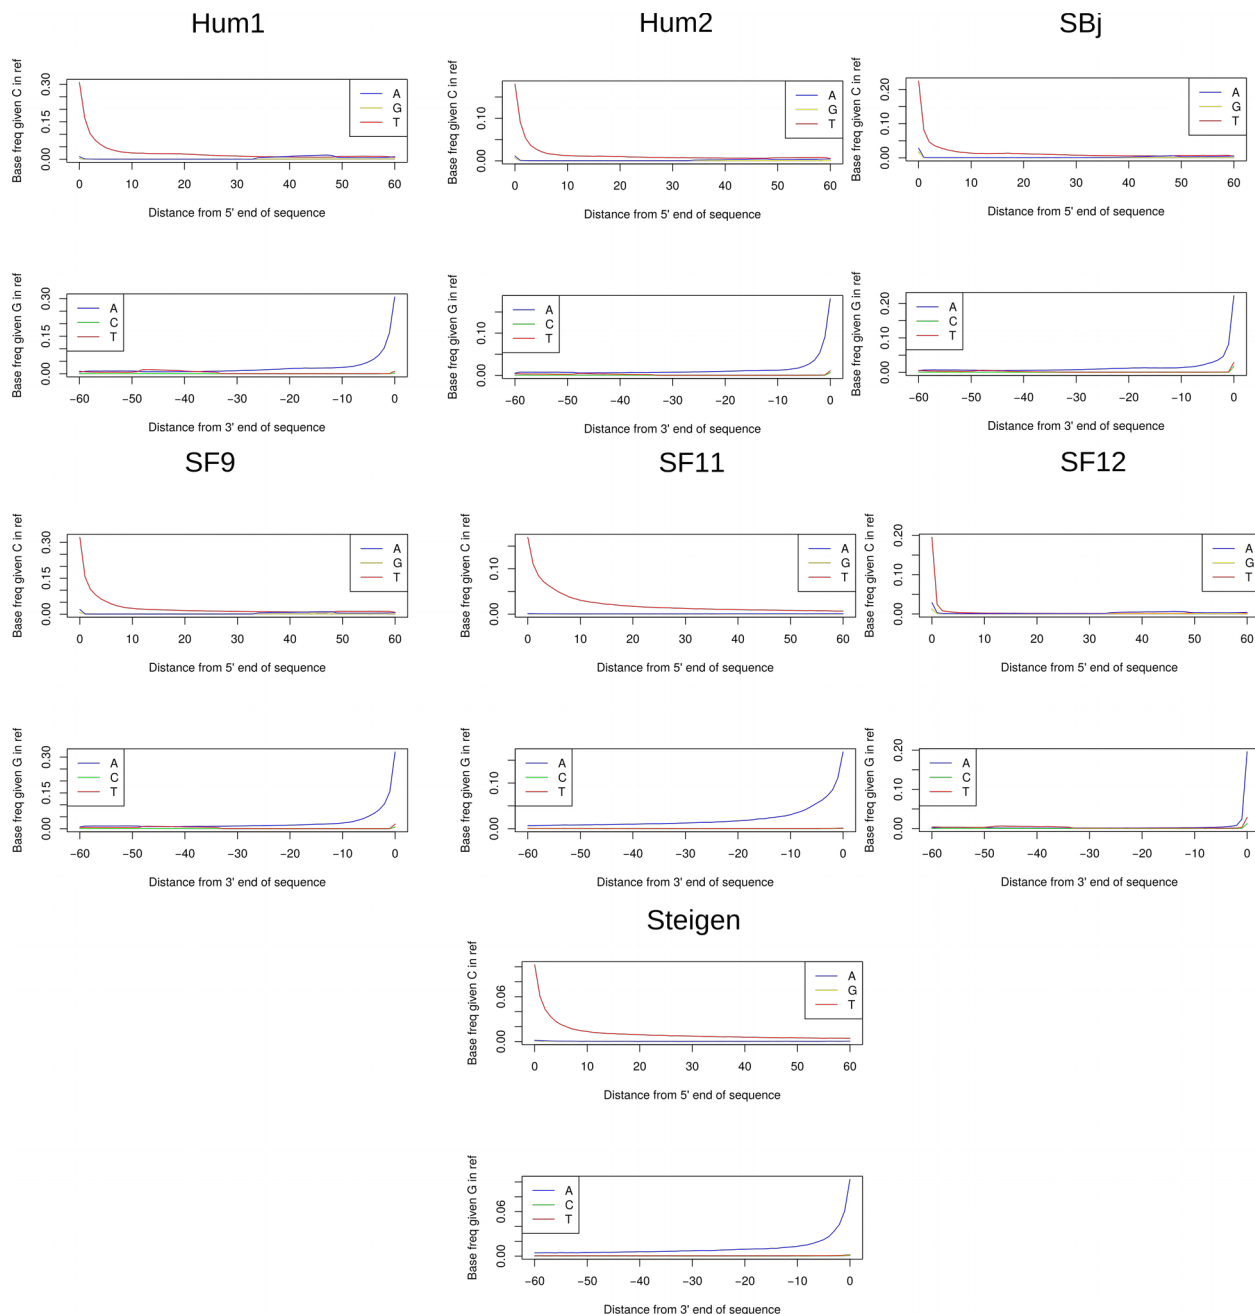 Hum1
Base freq given C in ref
0.00 0.15 0.30
A
G
T
0 10 20 30 40 50 60
Distance from 5' end of sequence
Base freq given G in ref
0.00 0.15 0.30
A
C
T
−60 −50 −40 −30 −20 −10 0
Distance from 3' end of sequence
Hum2
Base freq given C in ref
0.00 0.10
A
G
T
0 10 20 30 40 50 60
Distance from 5' end of sequence
Base freq given G in ref
0.00 0.10
A
C
T
−60 −50 −40 −30 −20 −10 0
Distance from 3' end of sequence
SBj
Base freq given C in ref
0.00 0.10 0.20
A
G
T
0 10 20 30 40 50 60
Distance from 5' end of sequence
Base freq given G in ref
0.00 0.10 0.20
A
C
T
−60 −50 −40 −30 −20 −10 0
Distance from 3' end of sequence
SF9
Base freq given C in ref
0.00 0.15 0.30
A
G
T
0 10 20 30 40 50 60
Distance from 5' end of sequence
Base freq given G in ref
0.00 0.15 0.30
A
C
T
−60 −50 −40 −30 −20 −10 0
Distance from 3' end of sequence
SF11
Base freq given C in ref
0.00 0.10
A
G
T
0 10 20 30 40 50 60
Distance from 5' end of sequence
Base freq given G in ref
0.00 0.10
A
C
T
−60 −50 −40 −30 −20 −10 0
Distance from 3' end of sequence
SF12
Base freq given C in ref
0.00 0.10 0.20
A
G
T
0 10 20 30 40 50 60
Distance from 5' end of sequence
Base freq given G in ref
0.00 0.10 0.20
A
C
T
−60 −50 −40 −30 −20 −10 0
Distance from 3' end of sequence
Steigen
Base freq given C in ref
0.00 0.06
A
G
T
0 10 20 30 40 50 60
Distance from 5' end of sequence
Base freq given G in ref
0.00 0.06
A
C
T
−60 −50 −40 −30 −20 −10 0
Distance from 3' end of sequence